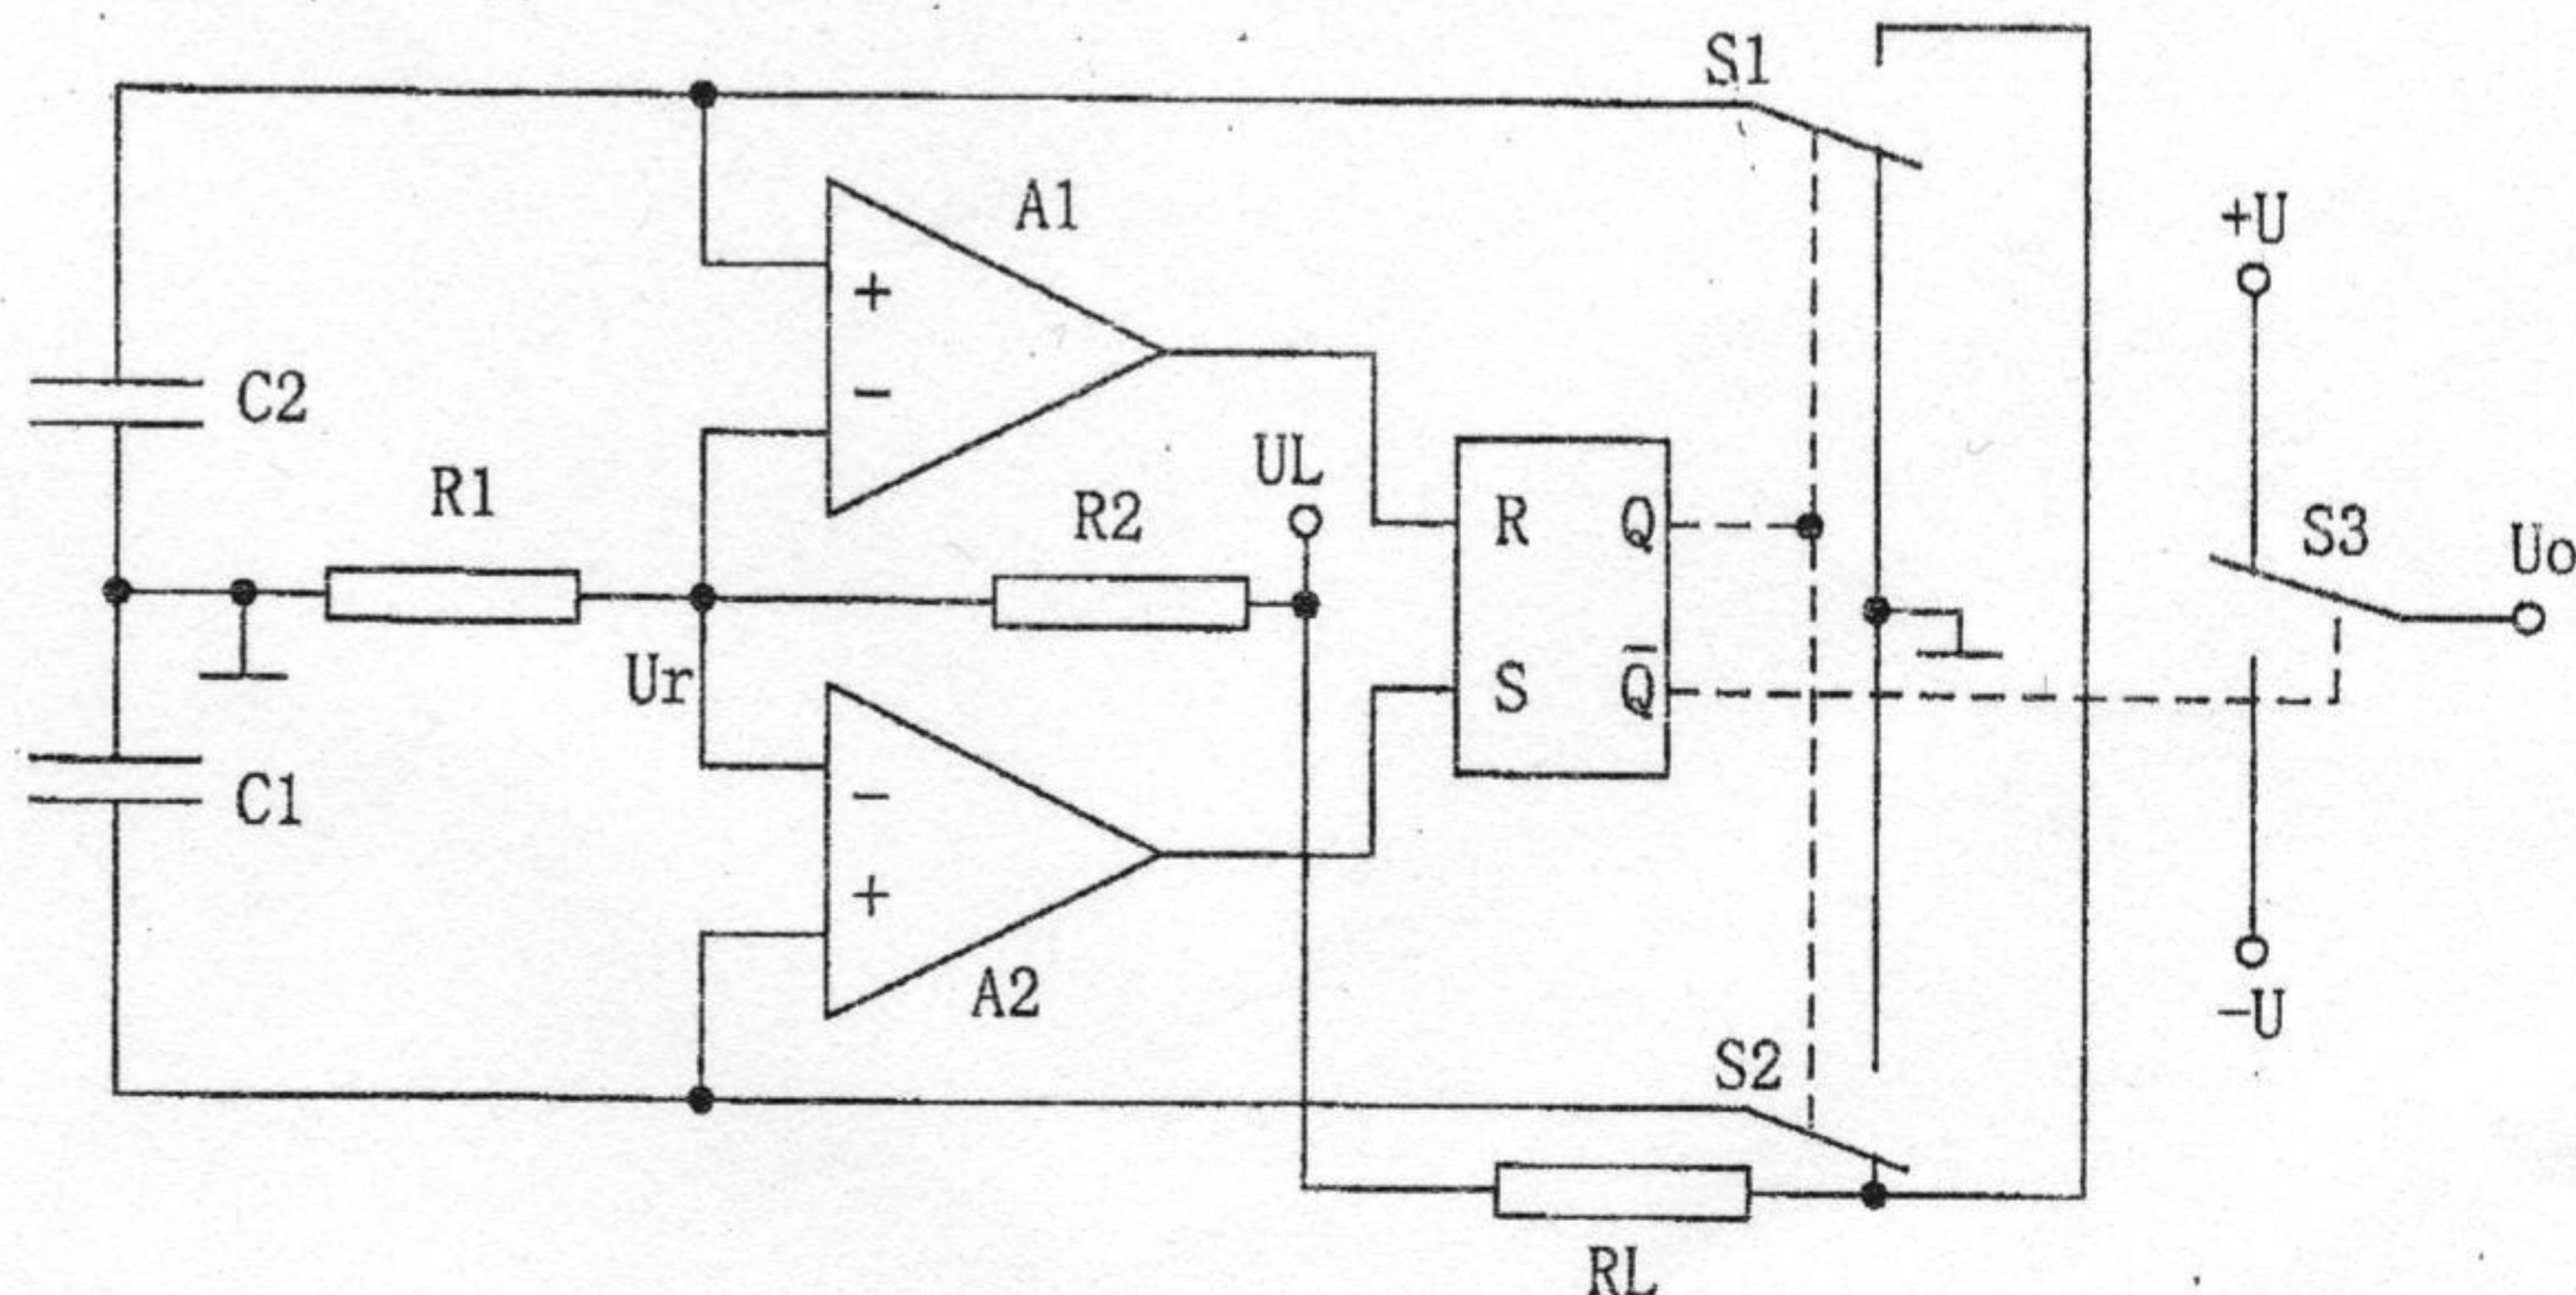 S1
A1
+U
+
C2
-
UL
R1
R2
R
Q
S3
Uo
Ur
S
Q̄
-
C1
+
A2
-U
S2
RL